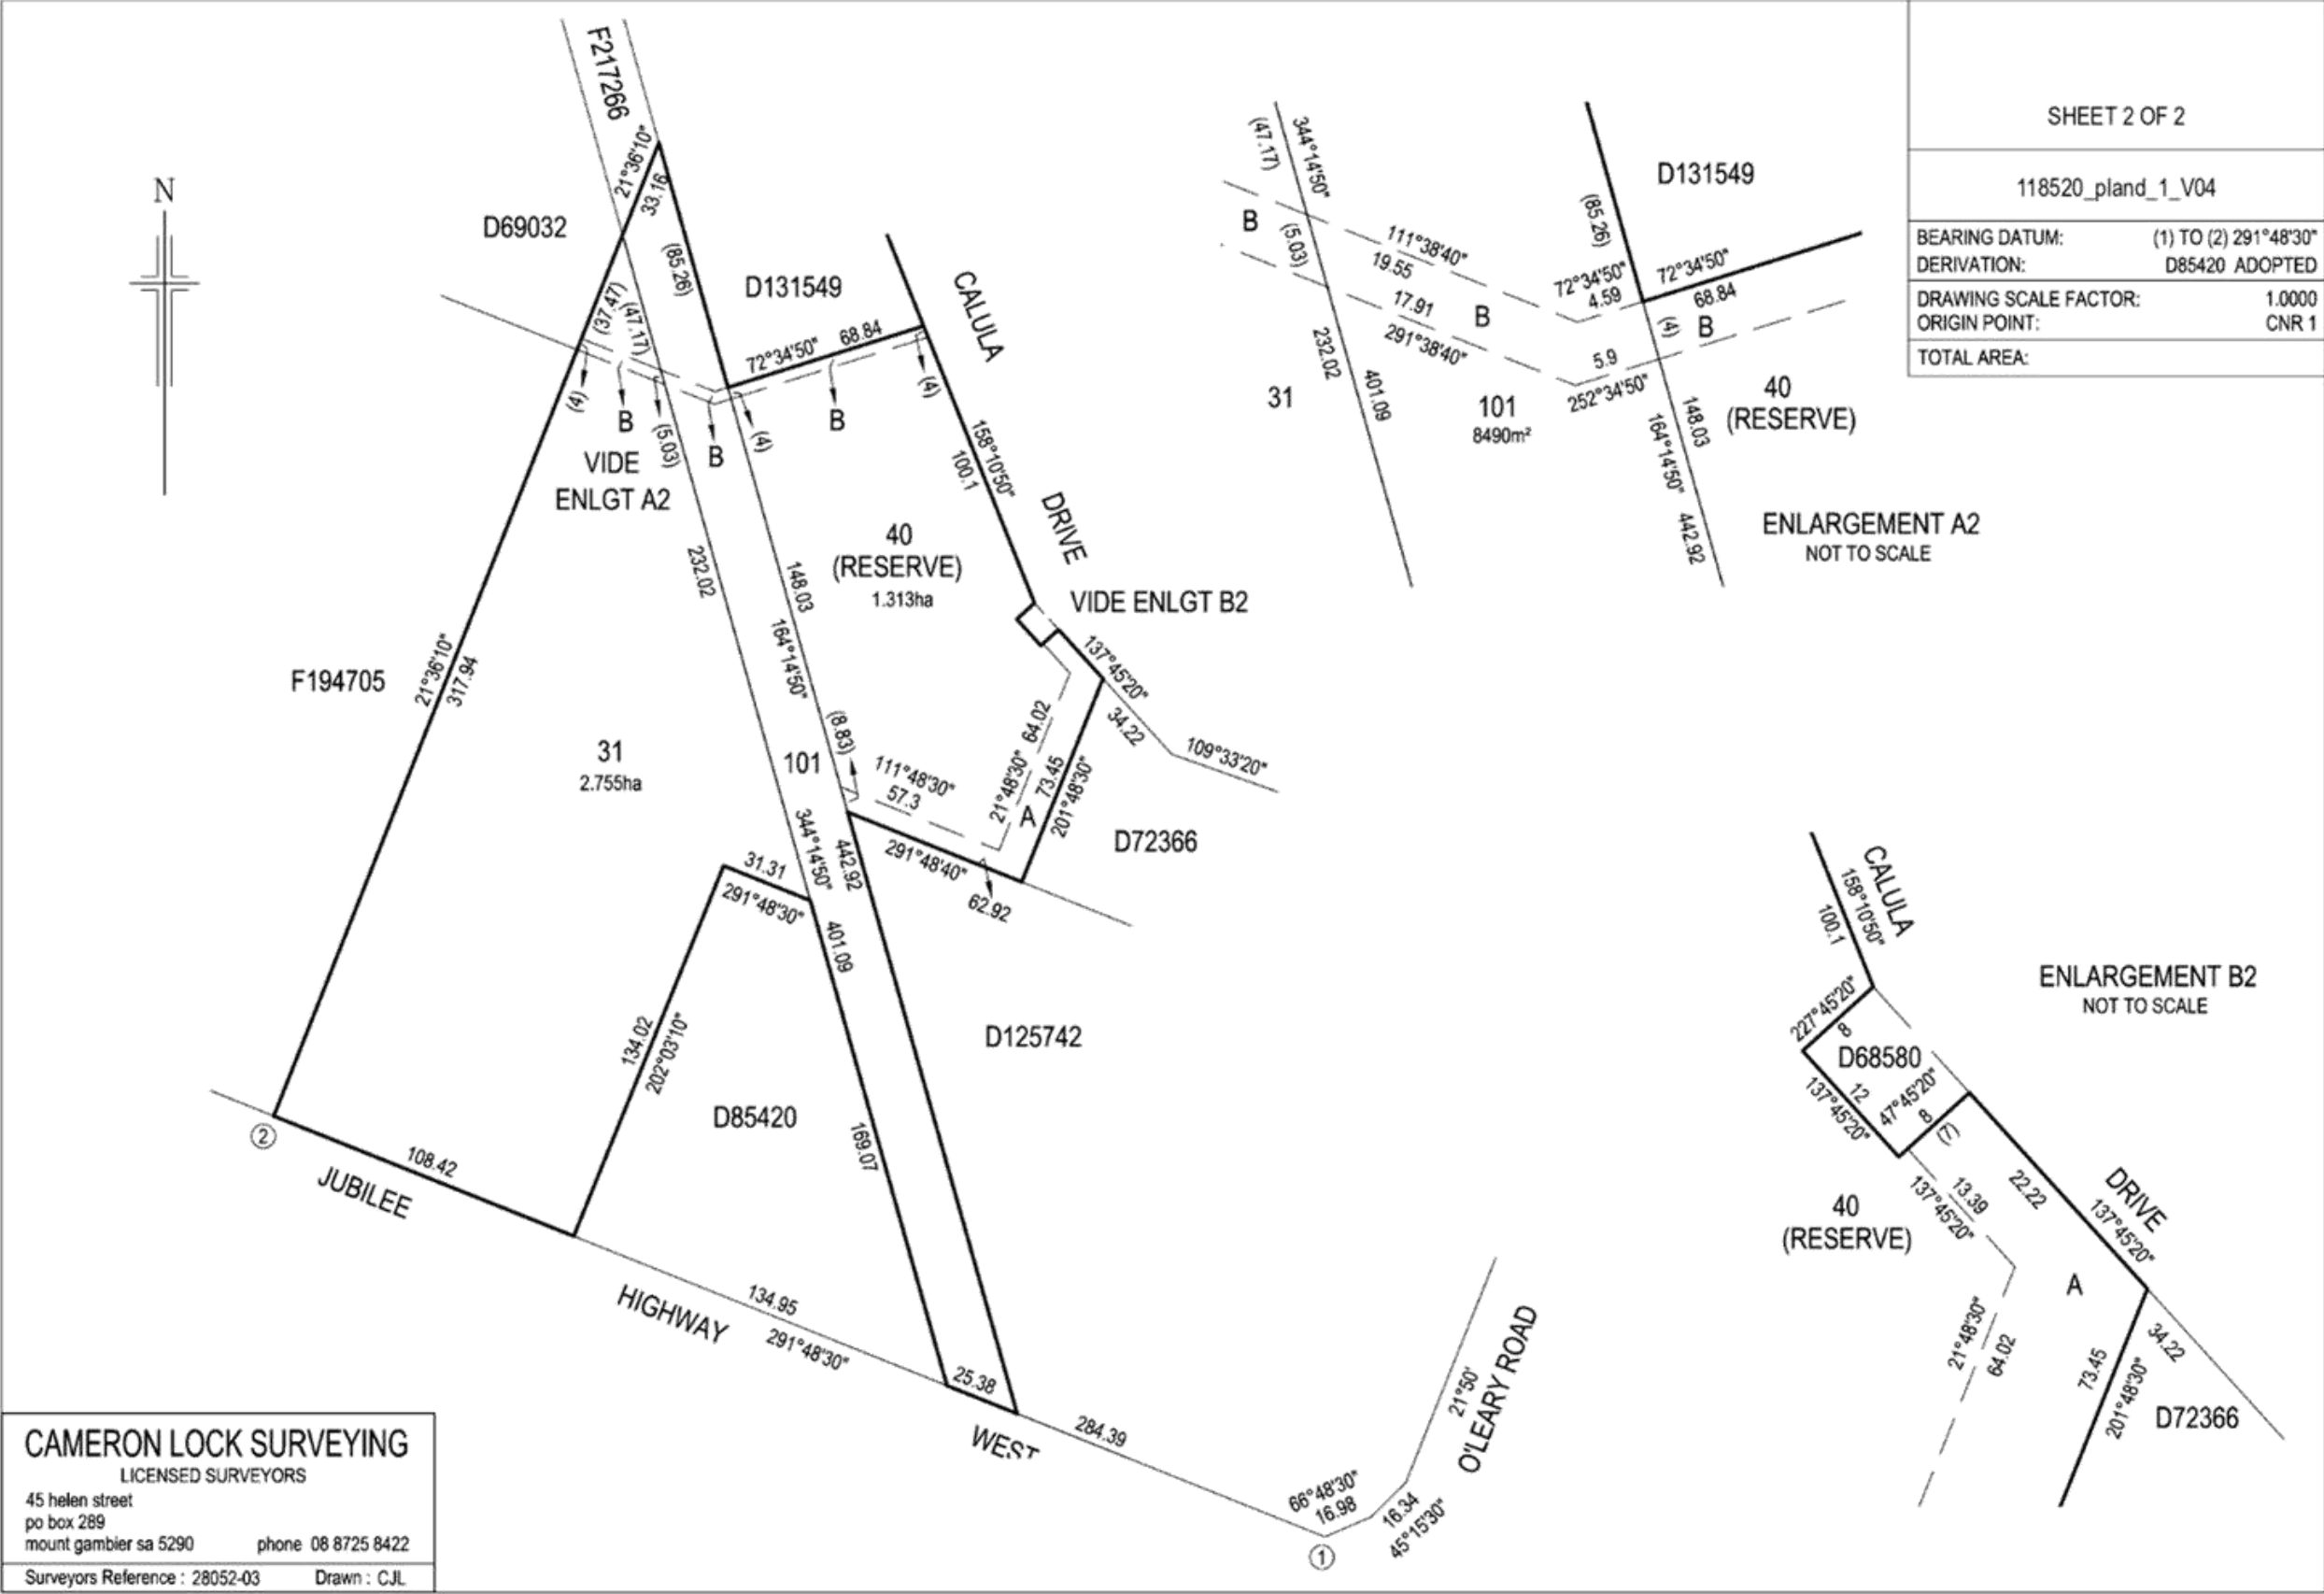 F217266
21°36'10"
33.16
D69032
N
(85.26)
D131549
CALULA
(37.47)
(47.17)
72°34'50"
68.84
(4)
B
(5.03)
B
(4)
B
(4)
VIDE
ENLGT A2
158°10'50"
100.1
DRIVE
232.02
148.03
40
(RESERVE)
1.313ha
VIDE ENLGT B2
164°14'50"
137°45'20"
34.22
109°33'20"
F194705
21°36'10"
317.94
31
2.755ha
101
(8.83)
111°48'30"
57.3
21°48'30"
64.02
73.45
201°48'30"
A
D72366
344°14'50"
442.92
291°48'40"
62.92
31.31
291°48'30"
401.09
134.02
202°03'10"
D125742
D85420
169.07
2
108.42
JUBILEE
HIGHWAY
134.95
291°48'30"
25.38
WEST
284.39
66°48'30"
16.98
16.34
45°15'30"
21°50'
O'LEARY ROAD
1
(47.17)
344°14'50"
B
(5.03)
111°38'40"
19.55
17.91
291°38'40"
B
(85.26)
D131549
72°34'50"
4.59
72°34'50"
68.84
(4)
B
5.9
252°34'50"
232.02
401.09
31
101
8490m²
40
(RESERVE)
148.03
164°14'50"
442.92
ENLARGEMENT A2
NOT TO SCALE
SHEET 2 OF 2
118520_pland_1_V04
BEARING DATUM: (1) TO (2) 291°48'30"
DERIVATION: D85420 ADOPTED
DRAWING SCALE FACTOR: 1.0000
ORIGIN POINT: CNR 1
TOTAL AREA:
CALULA
158°10'50"
100.1
ENLARGEMENT B2
NOT TO SCALE
227°45'20"
8
D68580
12
137°45'20"
47°45'20"
8
(7)
13.39
137°45'20"
22.22
DRIVE
137°45'20"
40
(RESERVE)
A
21°48'30"
64.02
73.45
201°48'30"
34.22
D72366
CAMERON LOCK SURVEYING
LICENSED SURVEYORS
45 helen street
po box 289
mount gambier sa 5290 phone 08 8725 8422
Surveyors Reference : 28052-03 Drawn : CJL